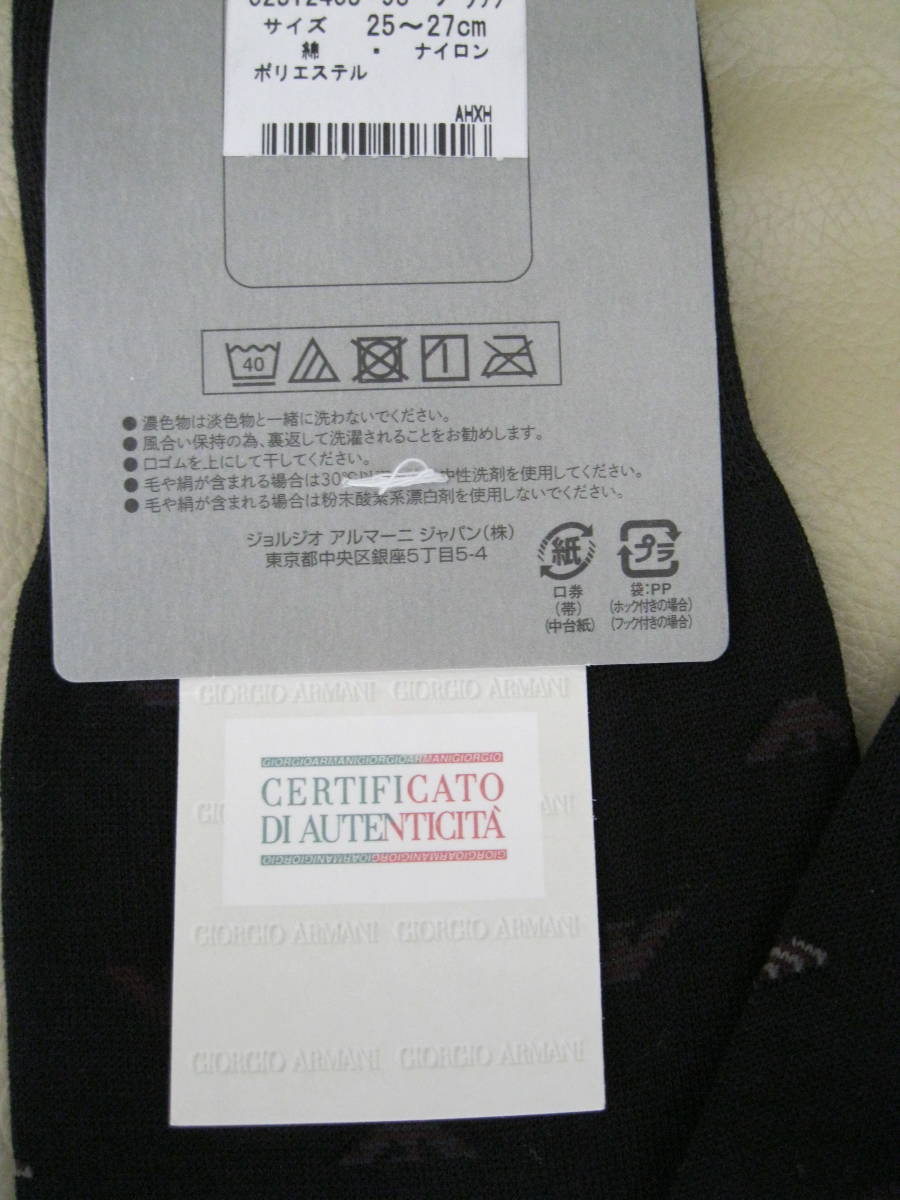 サイズ 25～27cm
綿 ・ ナイロン
ポリエステル
AHXH
40
1
●濃色物は淡色物と一緒に洗わないでください。
●風合い保持の為、裏返して洗濯されることをお勧めします。
●口ゴムを上にして干してください。
●毛や絹が含まれる場合は30℃ 中性洗剤を使用してください。
●毛や絹が含まれる場合は粉末酸素系漂白剤を使用しないでください。
ジョルジオ アルマーニ ジャパン(株)
東京都中央区銀座5丁目5-4
紙
口券
(帯)
(中台紙)
プラ
袋:PP
(ホック付きの場合)
(フック付きの場合)
GIORGIO ARMANI GIORGIO ARMANI
GIORGIOARMANIGIORGIOARMANIGIORGIO
CERTIFICATO
DI AUTENTICITÀ
GIORGIOARMANIGIORGIOARMANIGIORGIO
GIORGIO ARMANI GIORGIO ARMANI
GIORGIO ARMANI GIORGIO ARMANI